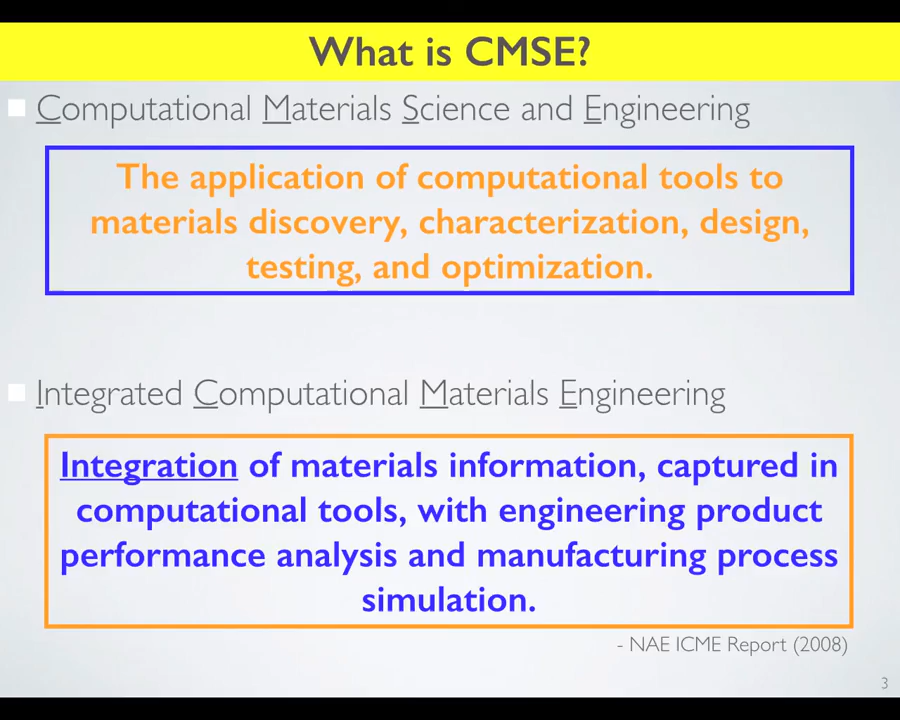 What is CMSE?
Computational Materials Science and Engineering
The application of computational tools to
materials discovery, characterization, design,
testing, and optimization.
Integrated Computational Materials Engineering
Integration of materials information, captured in
computational tools, with engineering product
performance analysis and manufacturing process
simulation.
- NAE ICME Report (2008)
3